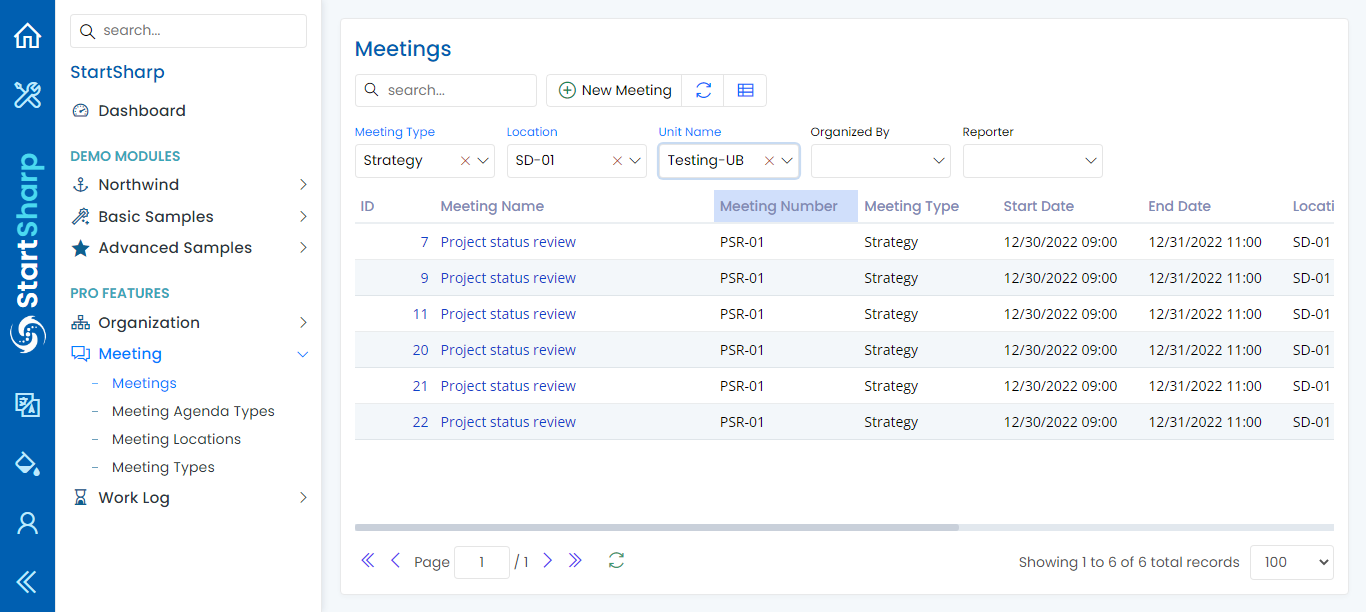 StartSharp
search...
StartSharp
Dashboard
DEMO MODULES
Northwind
Basic Samples
Advanced Samples
PRO FEATURES
Organization
Meeting
- Meetings
- Meeting Agenda Types
- Meeting Locations
- Meeting Types
Work Log
Meetings
search... New Meeting
Meeting Type Location Unit Name Organized By Reporter
Strategy SD-01 Testing-UB
ID Meeting Name Meeting Number Meeting Type Start Date End Date Locati
7 Project status review PSR-01 Strategy 12/30/2022 09:00 12/31/2022 11:00 SD-01
9 Project status review PSR-01 Strategy 12/30/2022 09:00 12/31/2022 11:00 SD-01
11 Project status review PSR-01 Strategy 12/30/2022 09:00 12/31/2022 11:00 SD-01
20 Project status review PSR-01 Strategy 12/30/2022 09:00 12/31/2022 11:00 SD-01
21 Project status review PSR-01 Strategy 12/30/2022 09:00 12/31/2022 11:00 SD-01
22 Project status review PSR-01 Strategy 12/30/2022 09:00 12/31/2022 11:00 SD-01
Page 1 / 1 Showing 1 to 6 of 6 total records 100